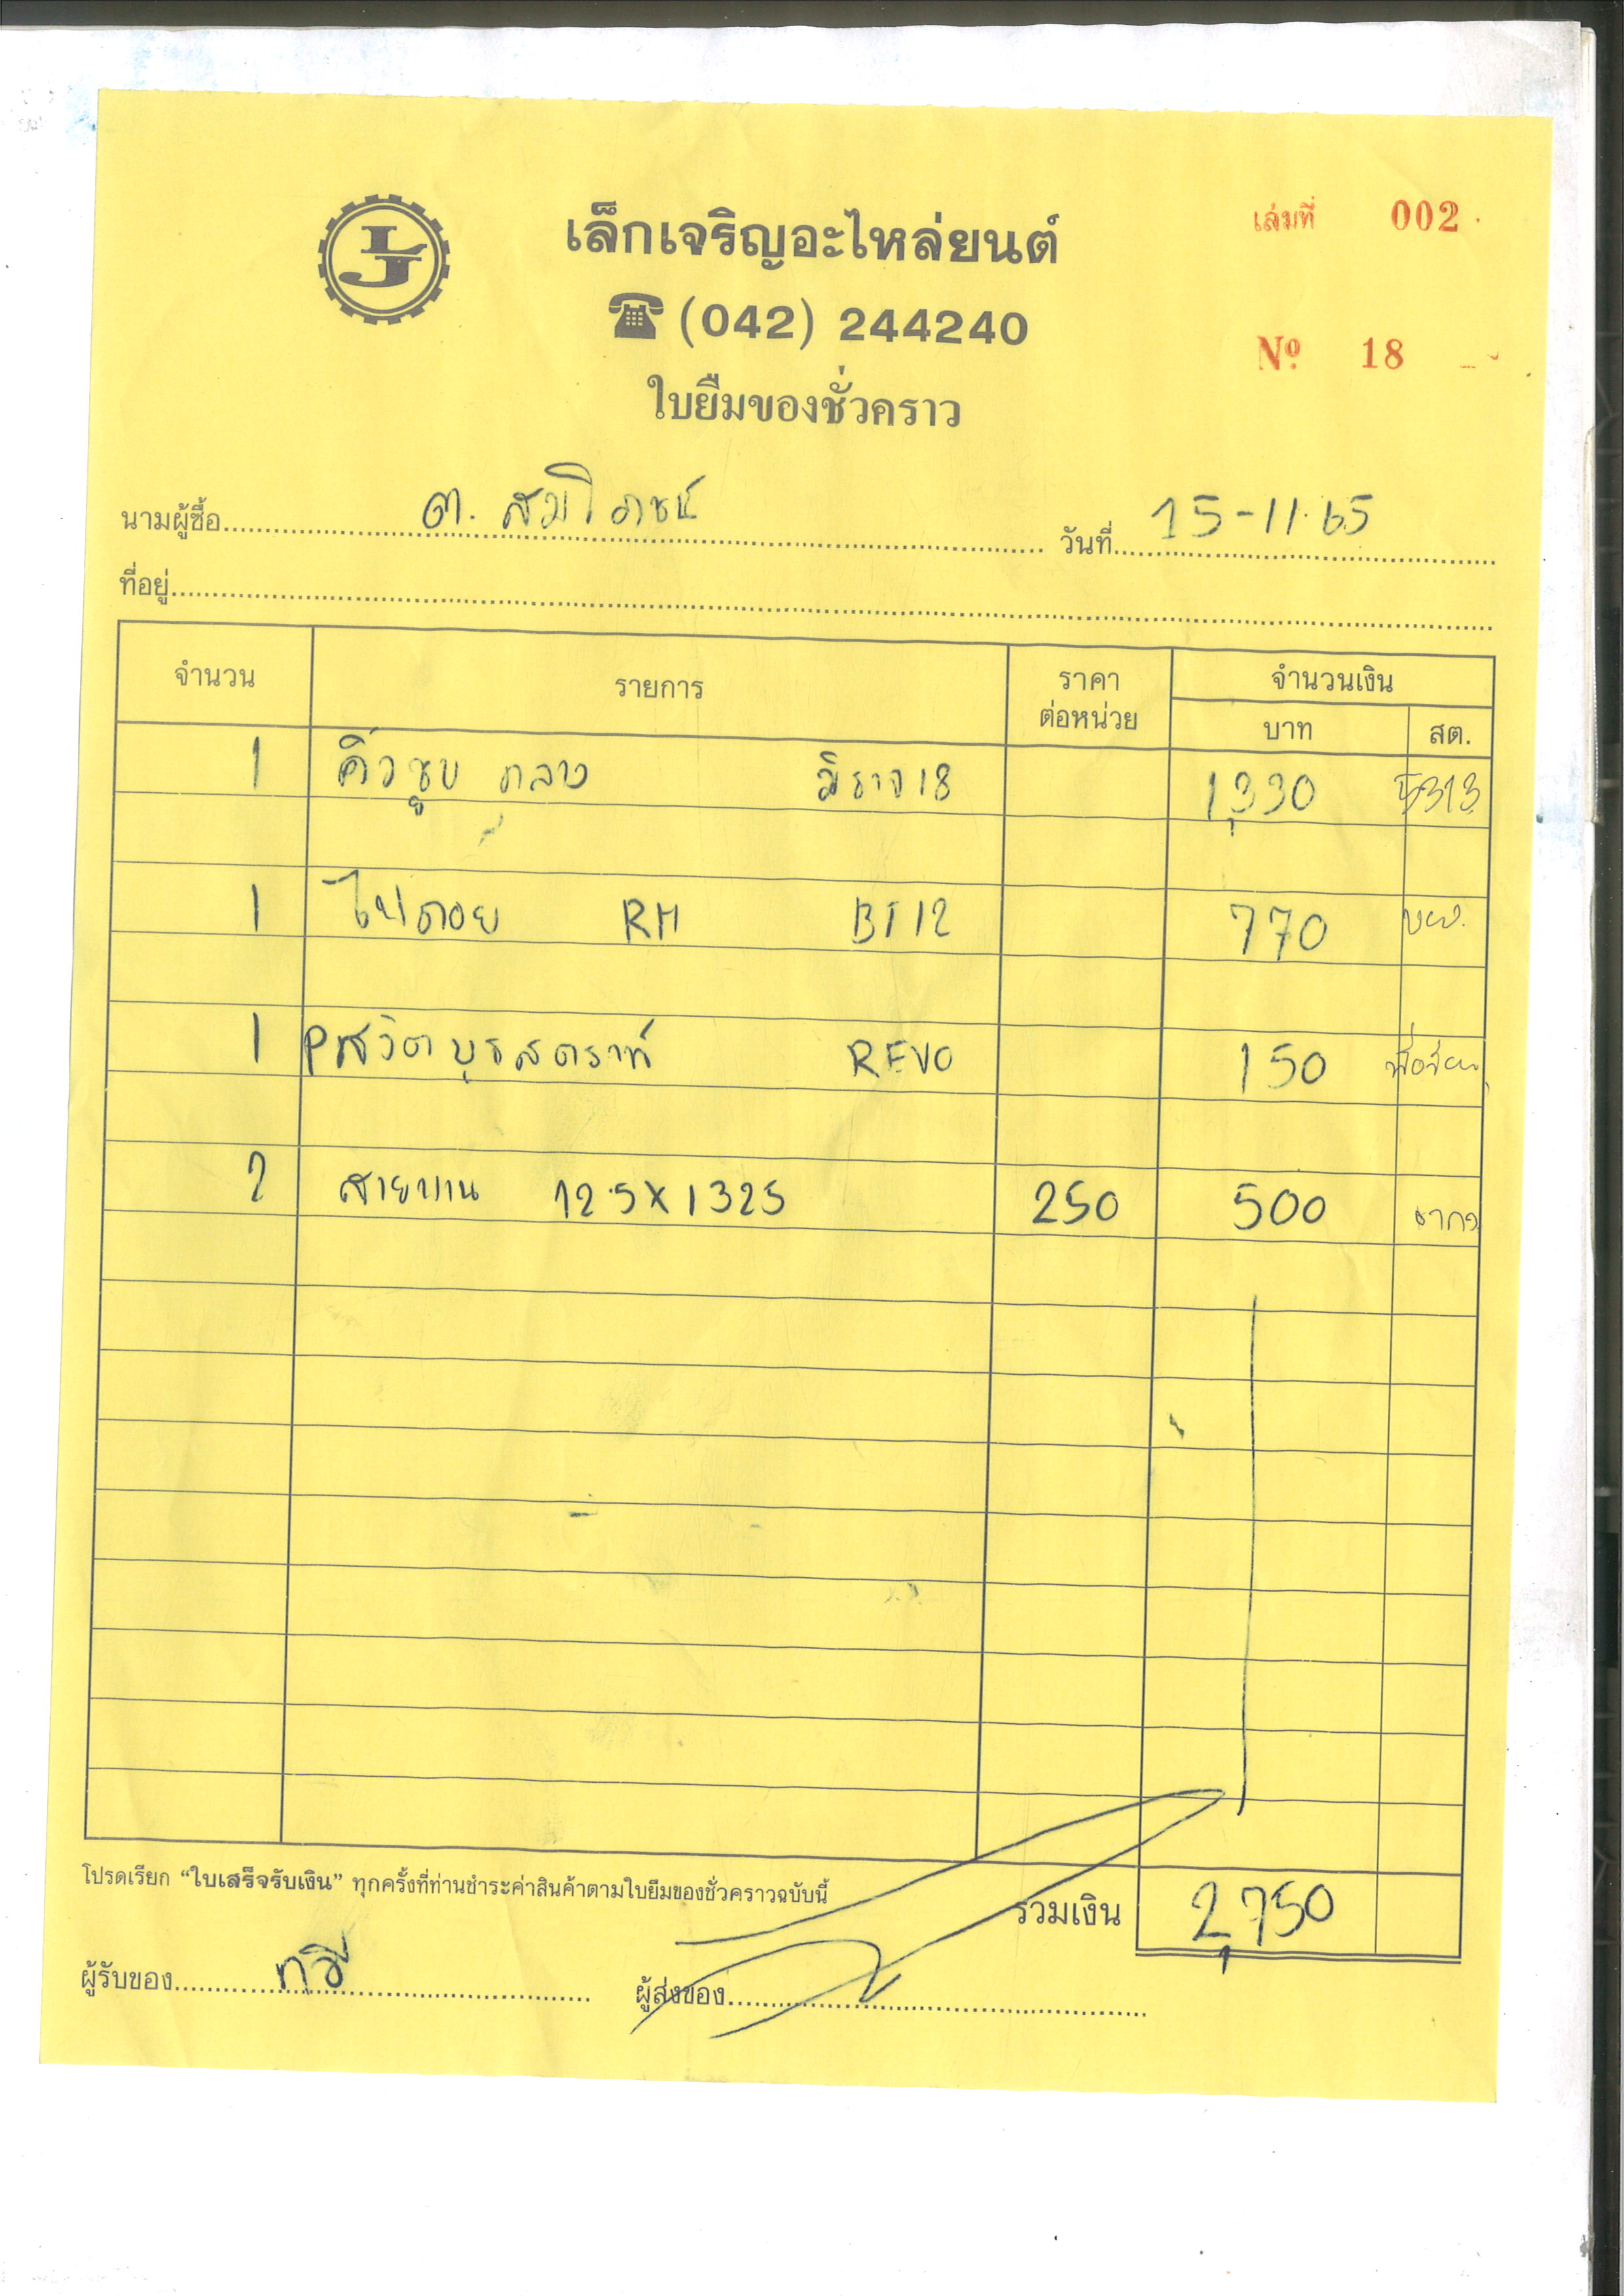 LJ
เล็กเจริญอะไหล่ยนต์
เล่มที่ 002
(042) 244240
Nº 18
ใบยืมของชั่วคราว
นามผู้ซื้อ ต. สมโภชน์ วันที่ 15-11-65
ที่อยู่
จำนวน รายการ ราคาต่อหน่วย จำนวนเงิน
บาท สต.
1 คิ้วซุบ กลาง มิราจ18 1,330
1 ไฟถอย RH BT12 770
1 สวิต REVO 150
2 สายพาน 12.5X1325 250 500
โปรดเรียก “ใบเสร็จรับเงิน” ทุกครั้งที่ท่านชำระค่าสินค้าตามใบยืมของชั่วคราวฉบับนี้
รวมเงิน 2,750
ผู้รับของ ทวี ผู้ส่งของ